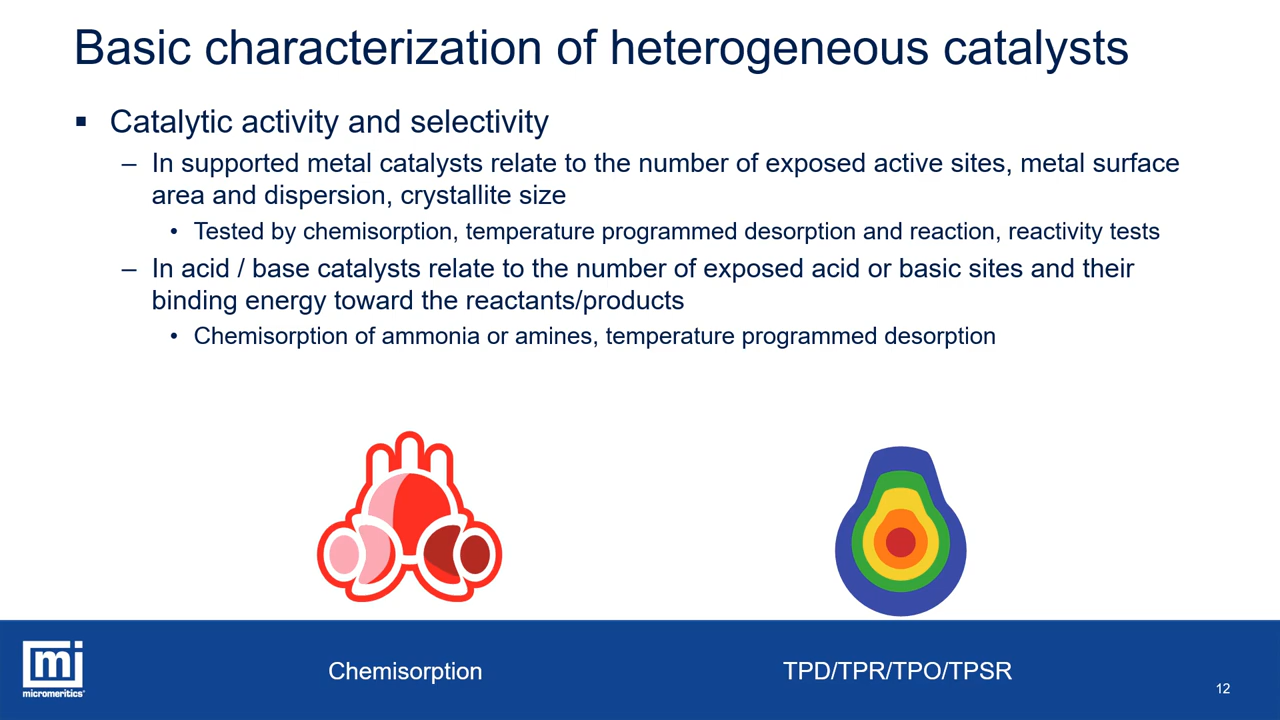 Basic characterization of heterogeneous catalysts
▪ Catalytic activity and selectivity
– In supported metal catalysts relate to the number of exposed active sites, metal surface
area and dispersion, crystallite size
• Tested by chemisorption, temperature programmed desorption and reaction, reactivity tests
– In acid / base catalysts relate to the number of exposed acid or basic sites and their
binding energy toward the reactants/products
• Chemisorption of ammonia or amines, temperature programmed desorption
mi
micromeritics®
Chemisorption
TPD/TPR/TPO/TPSR
12